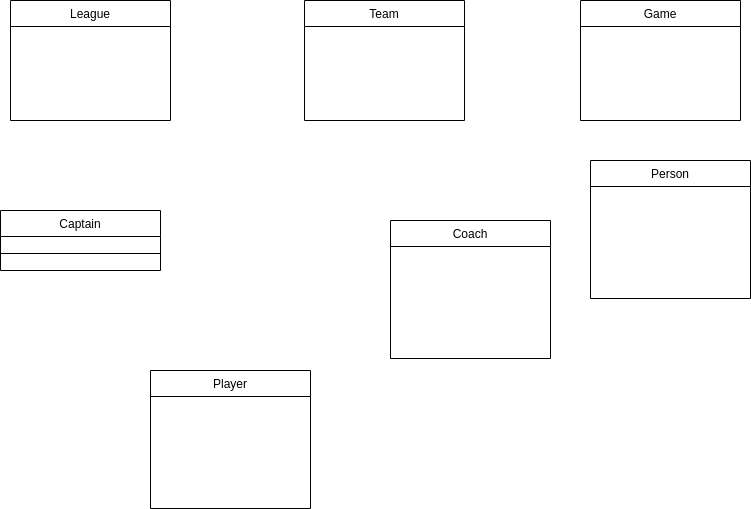 League
Team
Game
Person
Captain
Coach
Player